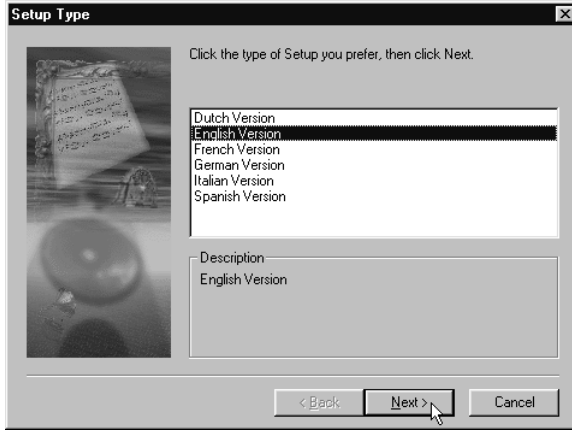 Setup Type
Click the type of Setup you prefer, then click Next.
Dutch Version
English Version
French Version
German Version
Italian Version
Spanish Version
Description
English Version
< Back
Next >
Cancel